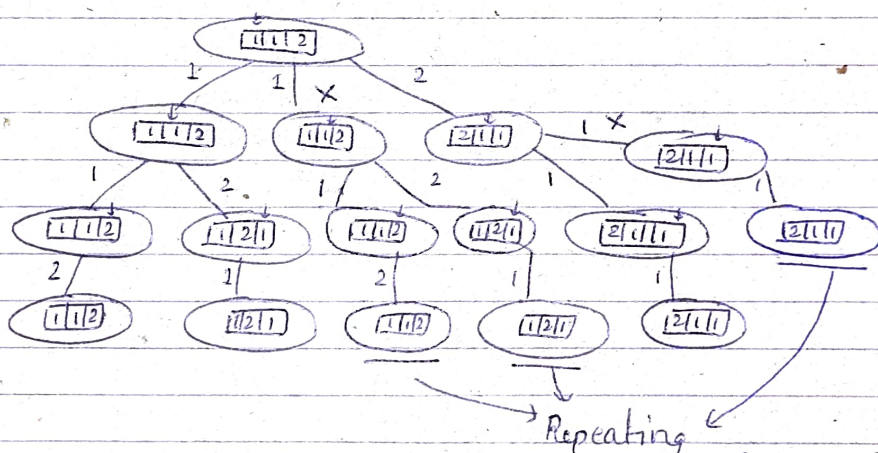 1 1 2
1 1 2
X
1 1 2 1 1 2 2 1 1 1 X
2 1 1
1 2 1 2 1 1
1 1 2 1 2 1 1 1 2 1 2 1 2 1 1 2 1 1
2 1 2 1 1
1 1 2 1 2 1 1 1 2 1 2 1 2 1 1
Repeating